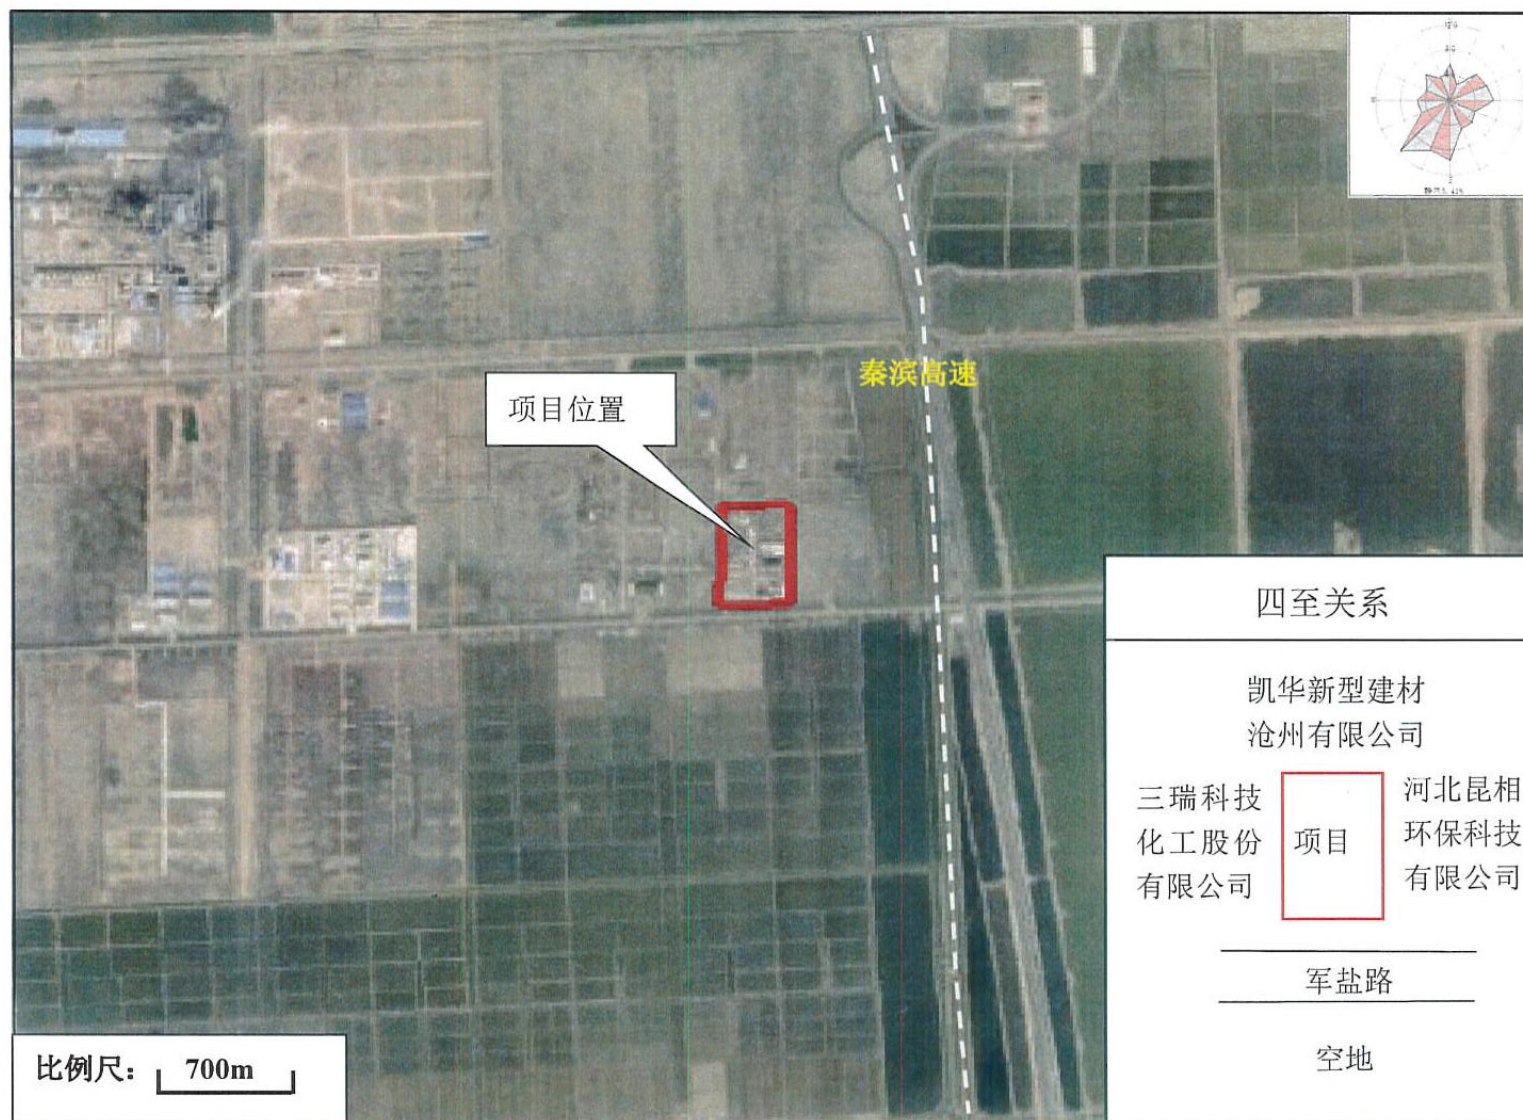 秦滨高速
项目位置
四至关系
凯华新型建材
沧州有限公司
三瑞科技
化工股份
有限公司
项目
河北昆相
环保科技
有限公司
军盐路
空地
比例尺:
700m